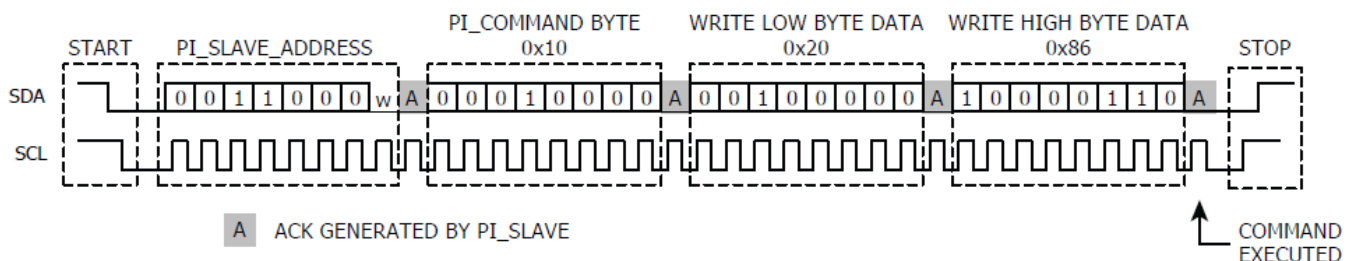 START PI_SLAVE_ADDRESS PI_COMMAND BYTE 0x10 WRITE LOW BYTE DATA 0x20 WRITE HIGH BYTE DATA 0x86 STOP
SDA 0 0 1 1 0 0 0 w A 0 0 0 1 0 0 0 0 A 0 0 1 0 0 0 0 0 A 1 0 0 0 0 1 1 0 A
SCL
A ACK GENERATED BY PI_SLAVE
COMMAND
EXECUTED